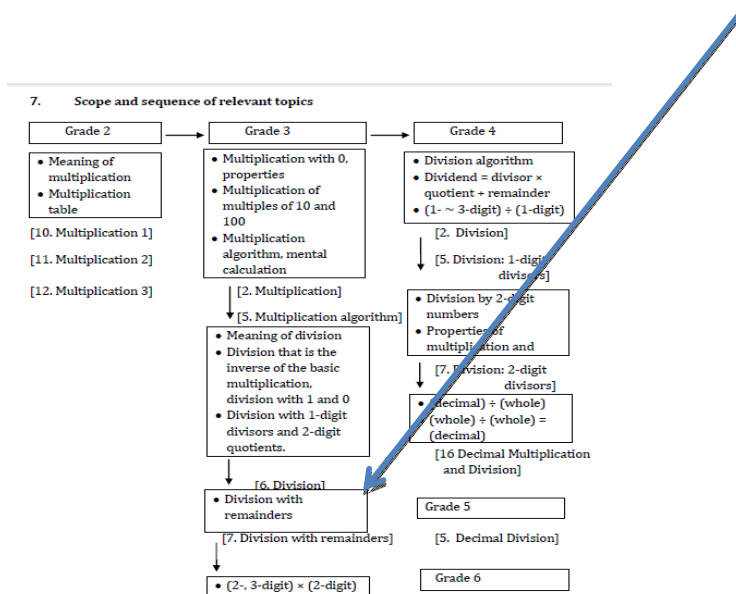 7. Scope and sequence of relevant topics
Grade 2
Grade 3
Grade 4
• Meaning of
multiplication
• Multiplication
table
[10. Multiplication 1]
[11. Multiplication 2]
[12. Multiplication 3]
• Multiplication with 0,
properties
• Multiplication of
multiples of 10 and
100
• Multiplication
algorithm, mental
calculation
[2. Multiplication]
[5. Multiplication algorithm]
• Meaning of division
• Division that is the
inverse of the basic
multiplication,
division with 1 and 0
• Division with 1-digit
divisors and 2-digit
quotients.
[6. Division]
• Division with
remainders
[7. Division with remainders]
• (2-, 3-digit) × (2-digit)
• Division algorithm
• Dividend = divisor ×
quotient + remainder
• (1- ~ 3-digit) ÷ (1-digit)
[2. Division]
[5. Division: 1-digit
divisors]
• Division by 2-digit
numbers
• Properties of
multiplication and
[7. Division: 2-digit
divisors]
• (decimal) ÷ (whole)
(whole) ÷ (whole) =
(decimal)
[16 Decimal Multiplication
and Division]
Grade 5
[5. Decimal Division]
Grade 6